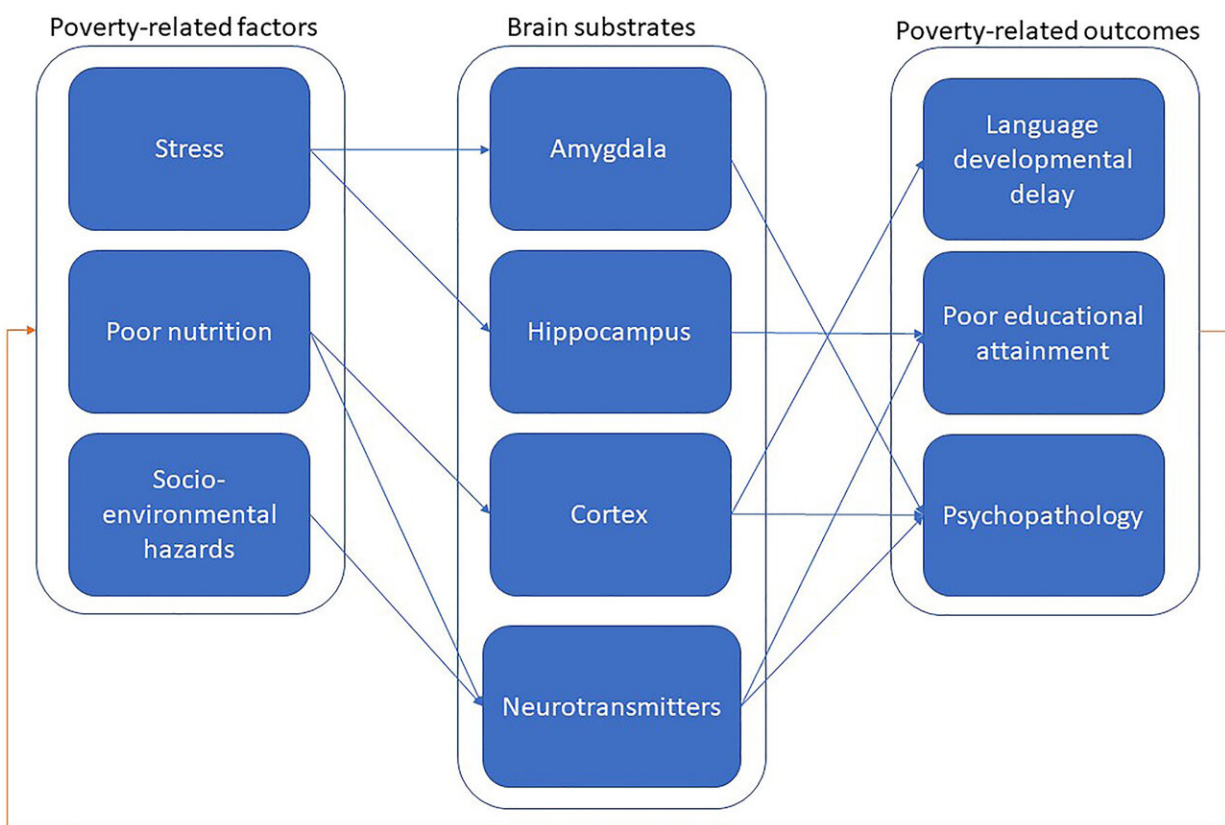 Poverty-related factors
Stress
Poor nutrition
Socio-
environmental
hazards
Brain substrates
Amygdala
Hippocampus
Cortex
Neurotransmitters
Poverty-related outcomes
Language
developmental
delay
Poor educational
attainment
Psychopathology